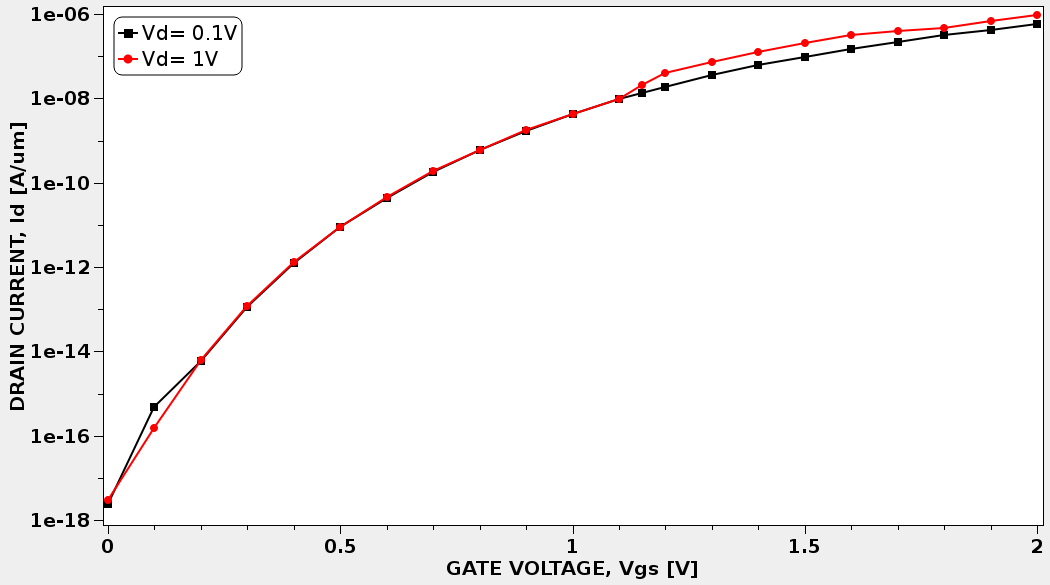 1e-06
Vd= 0.1V
Vd= 1V
1e-08
1e-10
1e-12
1e-14
1e-16
1e-18
DRAIN CURRENT, Id [A/um]
0 0.5 1 1.5 2
GATE VOLTAGE, Vgs [V]